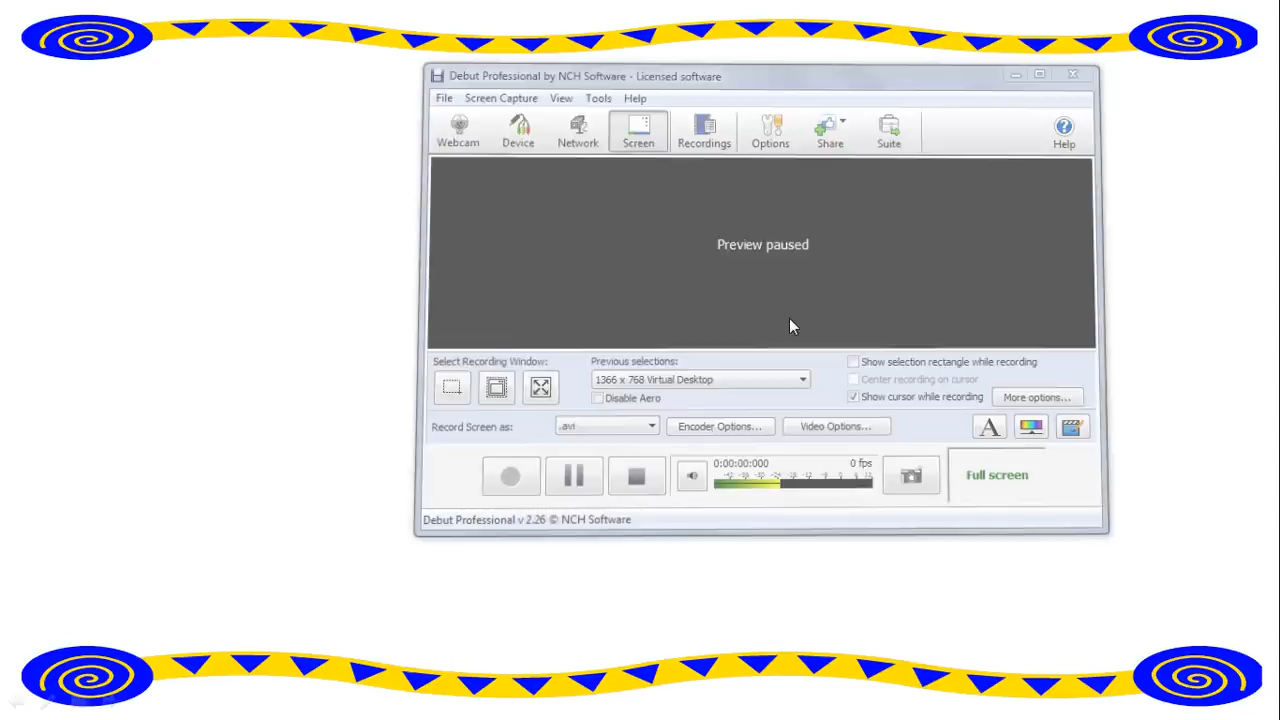 Debut Professional by NCH Software - Licensed software
File Screen Capture View Tools Help
Webcam Device Network Screen Recordings Options Share Suite Help
Preview paused
Select Recording Window:
Previous selections:
1366 x 768 Virtual Desktop
Disable Aero
Show selection rectangle while recording
Center recording on cursor
Show cursor while recording
More options...
Record Screen as: .avi Encoder Options... Video Options... A
0:00:00:000 0 fps
Full screen
Debut Professional v 2.26 © NCH Software